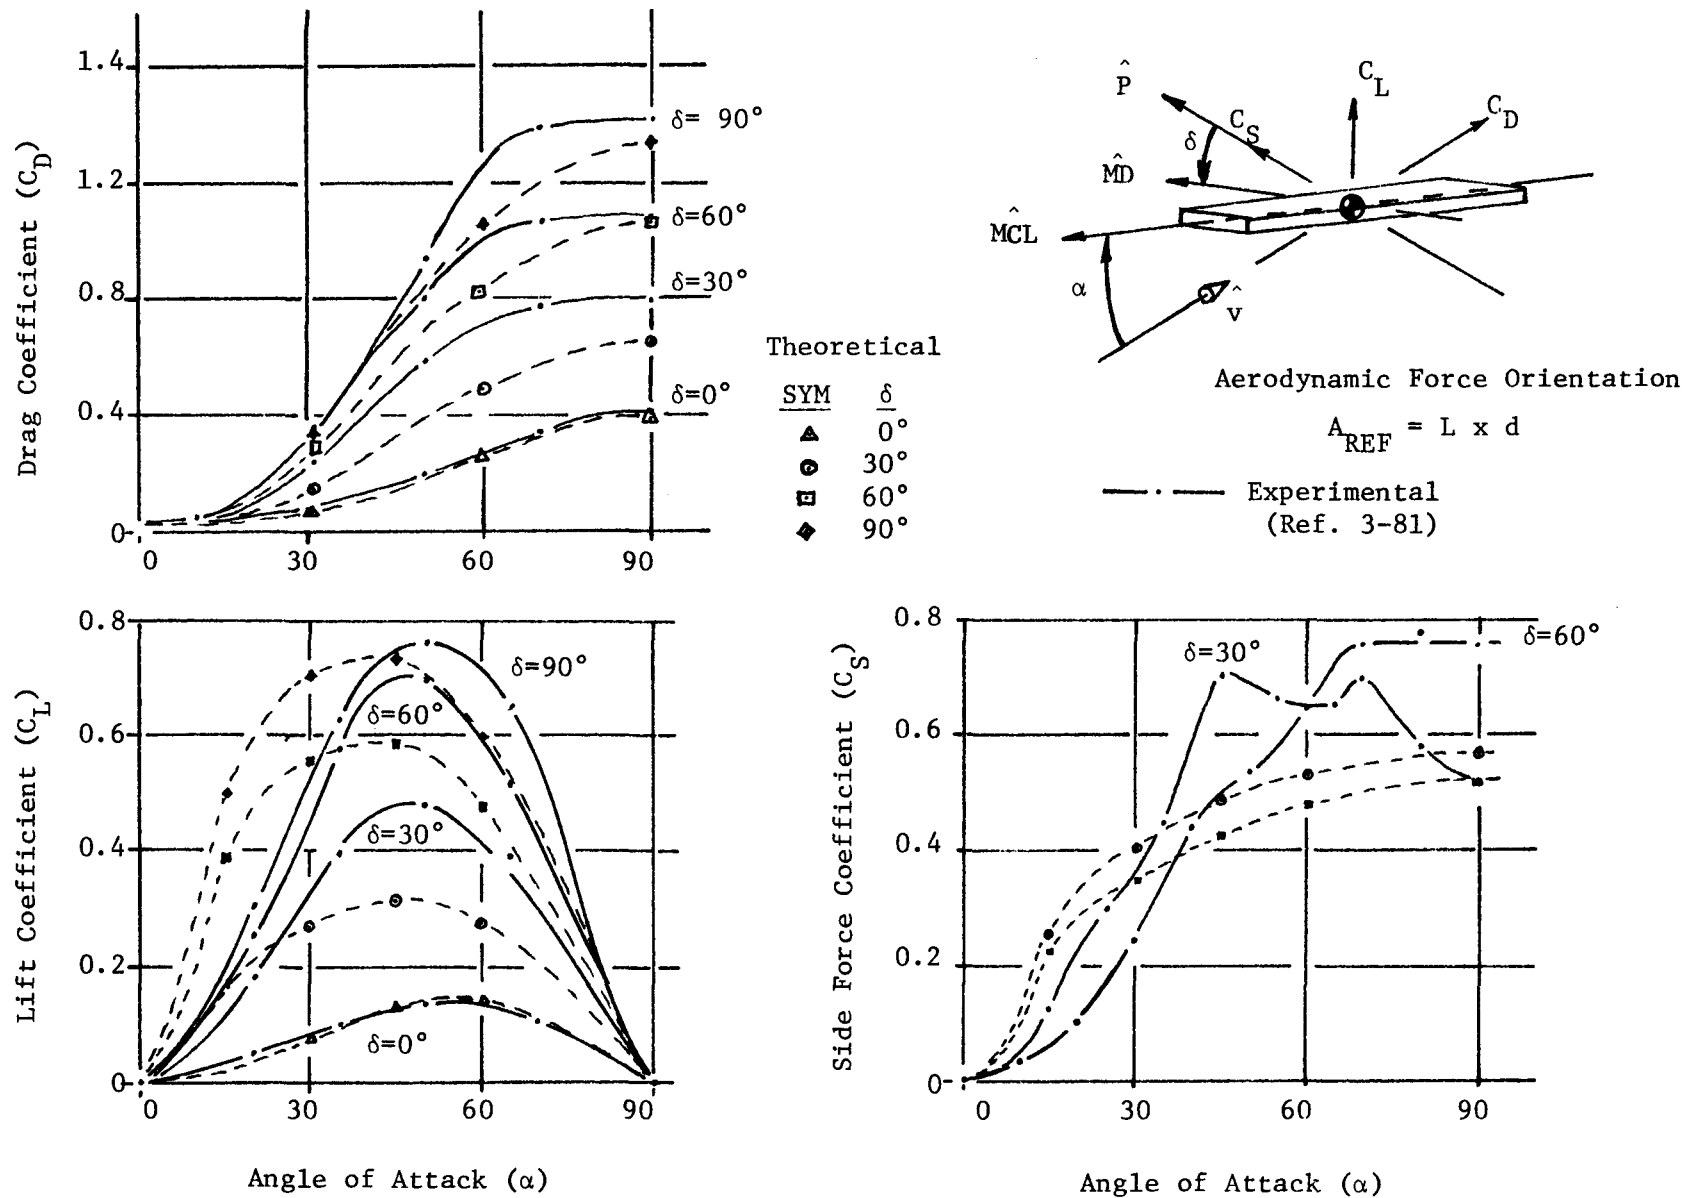 Drag Coefficient (C_D)
1.4
1.2
0.8
0.4
0
0
30
60
90
δ= 90°
δ=60°
δ=30°
δ=0°
Theoretical
SYM δ
0°
30°
60°
90°
P̂
C_S
δ
M̂D
M̂CL
α
v̂
C_L
C_D
Aerodynamic Force Orientation
A_REF = L x d
Experimental
(Ref. 3-81)
Lift Coefficient (C_L)
0.8
0.6
0.4
0.2
0
0
30
60
90
δ=90°
δ=60°
δ=30°
δ=0°
Angle of Attack (α)
Side Force Coefficient (C_S)
0.8
0.6
0.4
0.2
0
0
30
60
90
δ=30°
δ=60°
Angle of Attack (α)